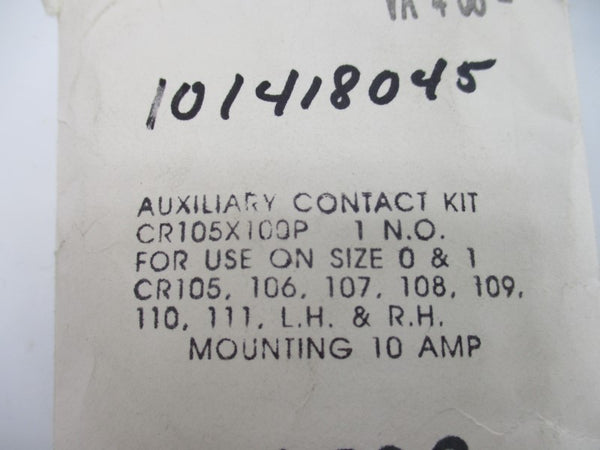 101418045
AUXILIARY CONTACT KIT
CR105X100P 1 N.O.
FOR USE ON SIZE 0 & 1
CR105, 106, 107, 108, 109,
110, 111, L.H. & R.H.
MOUNTING 10 AMP